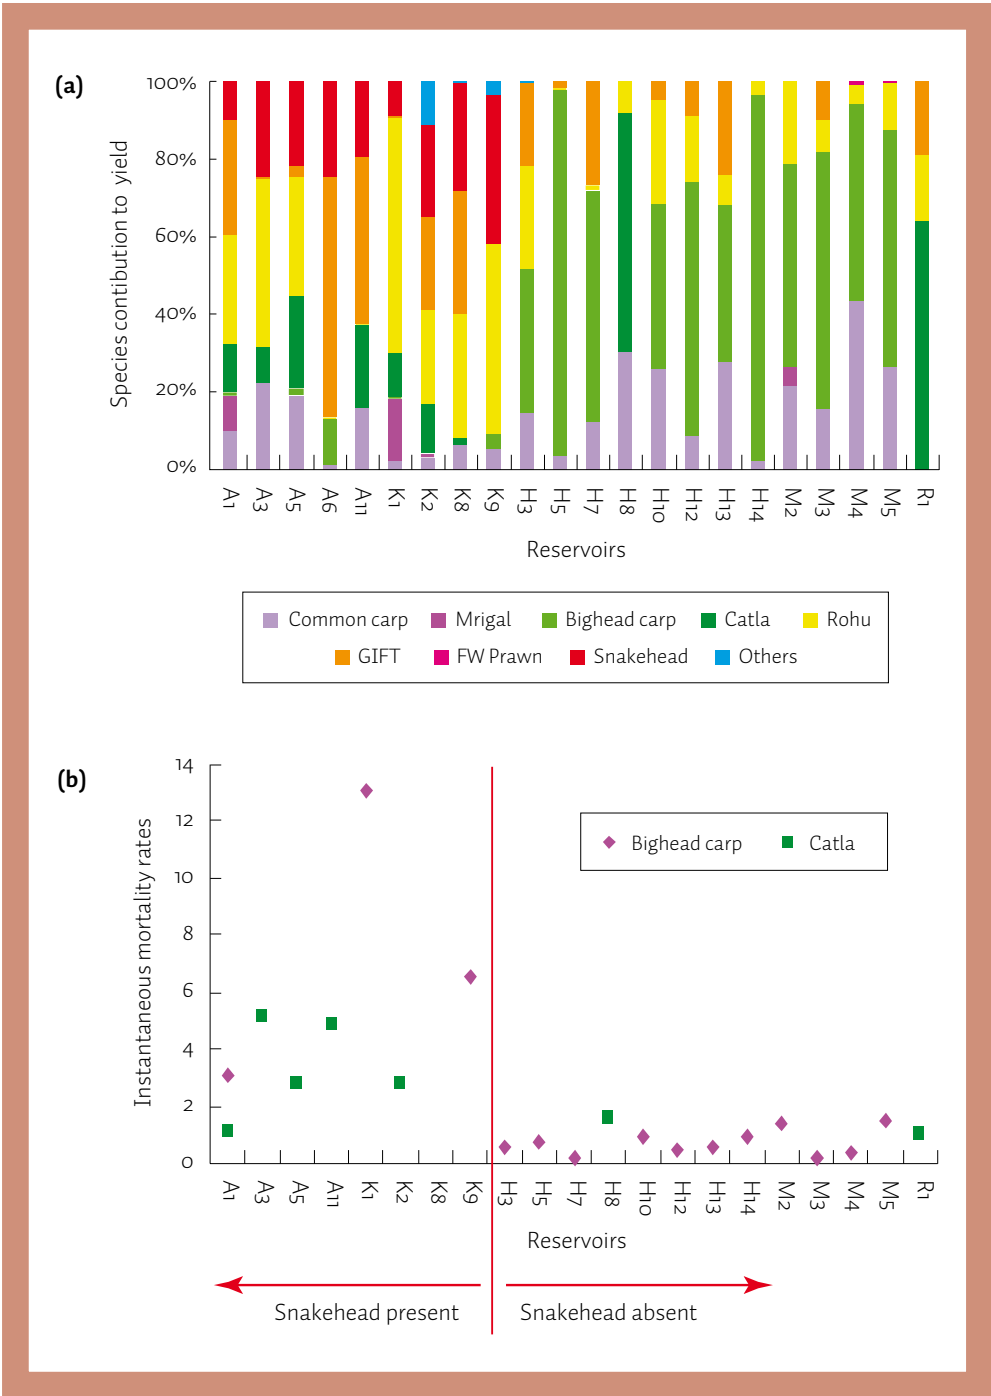 (a)
Species contibution to yield
100%
80%
60%
40%
20%
0%
A1 A3 A5 A6 A11 K1 K2 K8 K9 H3 H5 H7 H8 H10 H12 H13 H14 M2 M3 M4 M5 R1
Reservoirs
Common carp Mrigal Bighead carp Catla Rohu
GIFT FW Prawn Snakehead Others
(b)
Instantaneous mortality rates
14
12
10
8
6
4
2
0
Bighead carp Catla
A1 A3 A5 A11 K1 K2 K8 K9 H3 H5 H7 H8 H10 H12 H13 H14 M2 M3 M4 M5 R1
Reservoirs
Snakehead present Snakehead absent